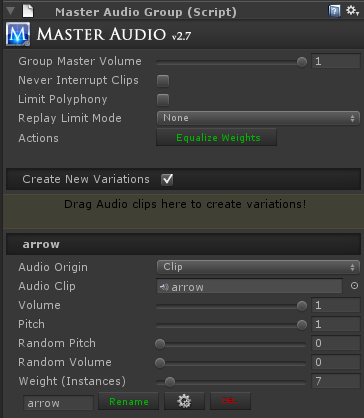 Master Audio Group (Script)
MASTER AUDIO v2.7
Group Master Volume 1
Never Interrupt Clips
Limit Polyphony
Replay Limit Mode None
Actions Equalize Weights
Create New Variations
Drag Audio clips here to create variations!
arrow
Audio Origin Clip
Audio Clip arrow
Volume 1
Pitch 1
Random Pitch 0
Random Volume 0
Weight (Instances) 7
arrow Rename